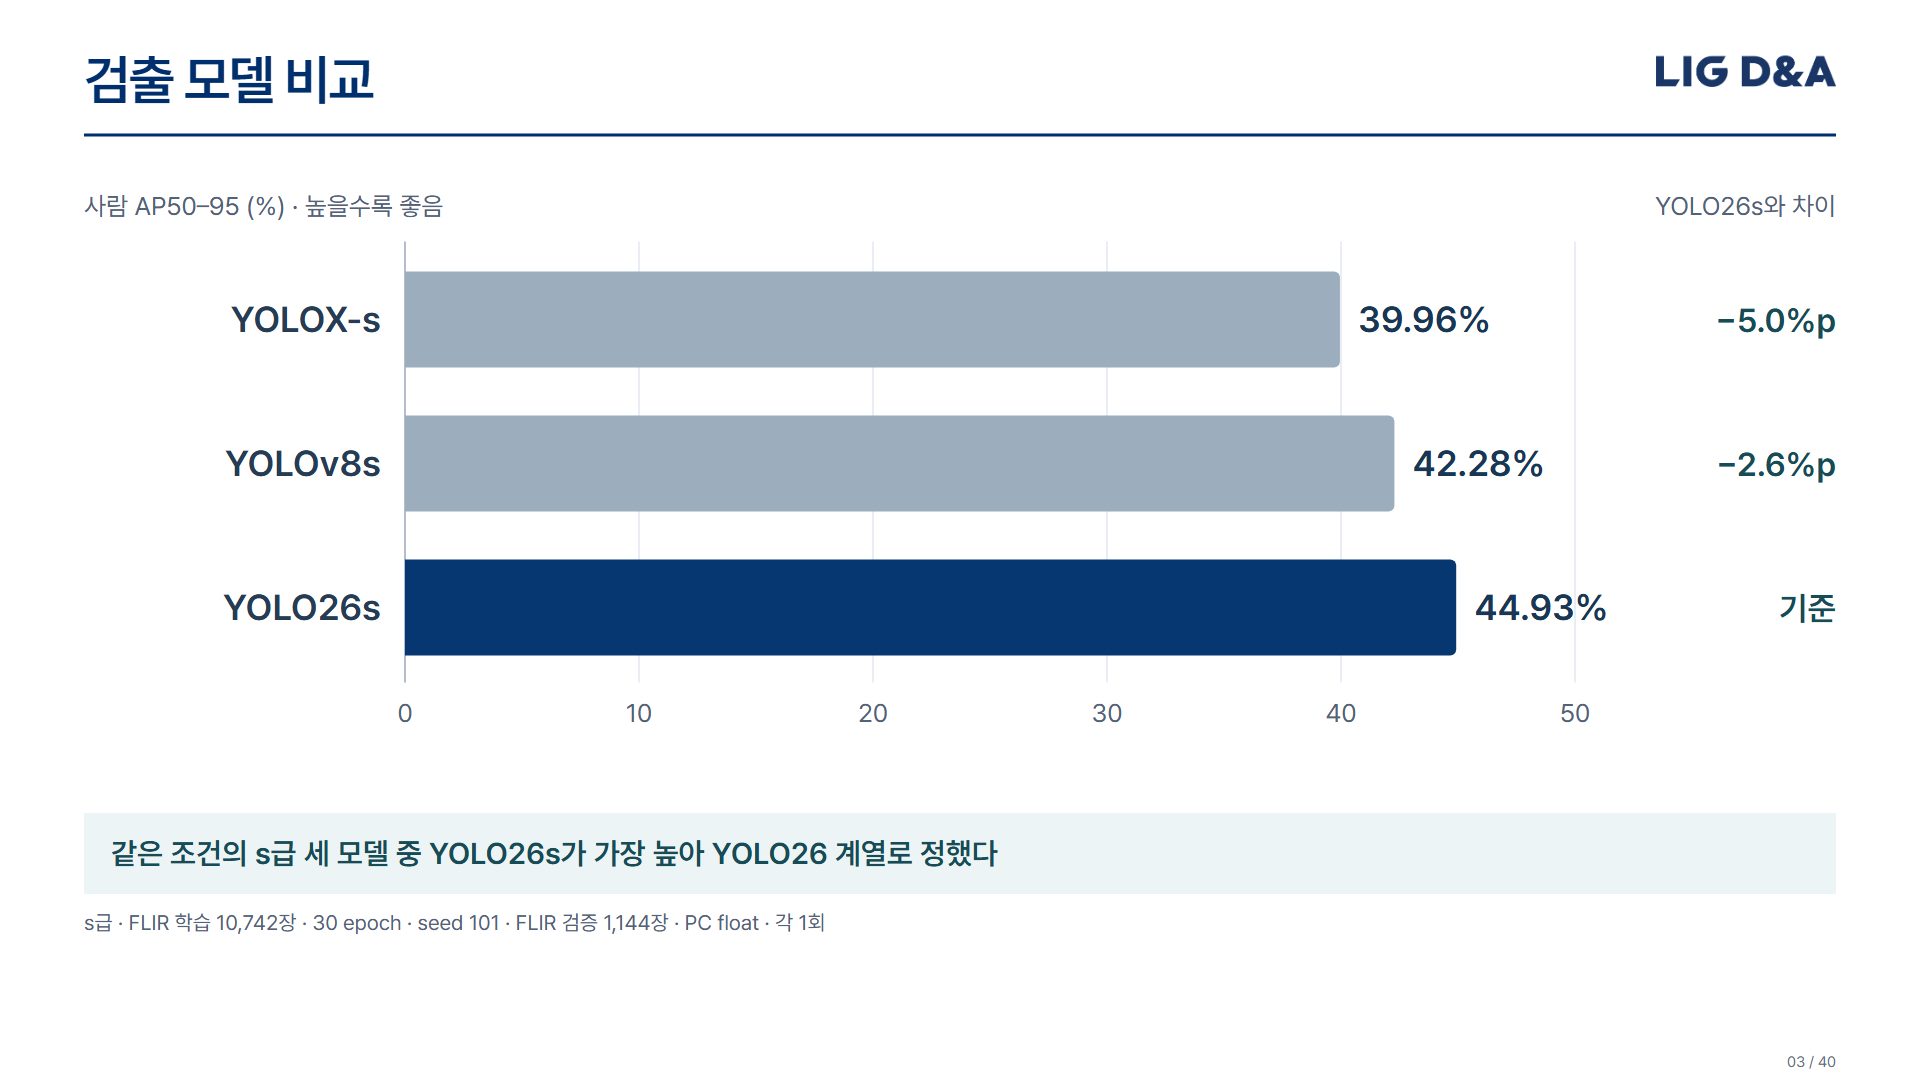 검출 모델 비교
LIG D&A
사람 AP50–95 (%) · 높을수록 좋음
YOLO26s와 차이
YOLOX-s
39.96%
−5.0%p
YOLOv8s
42.28%
−2.6%p
YOLO26s
44.93%
기준
0 10 20 30 40 50
같은 조건의 s급 세 모델 중 YOLO26s가 가장 높아 YOLO26 계열로 정했다
s급 · FLIR 학습 10,742장 · 30 epoch · seed 101 · FLIR 검증 1,144장 · PC float · 각 1회
03 / 40